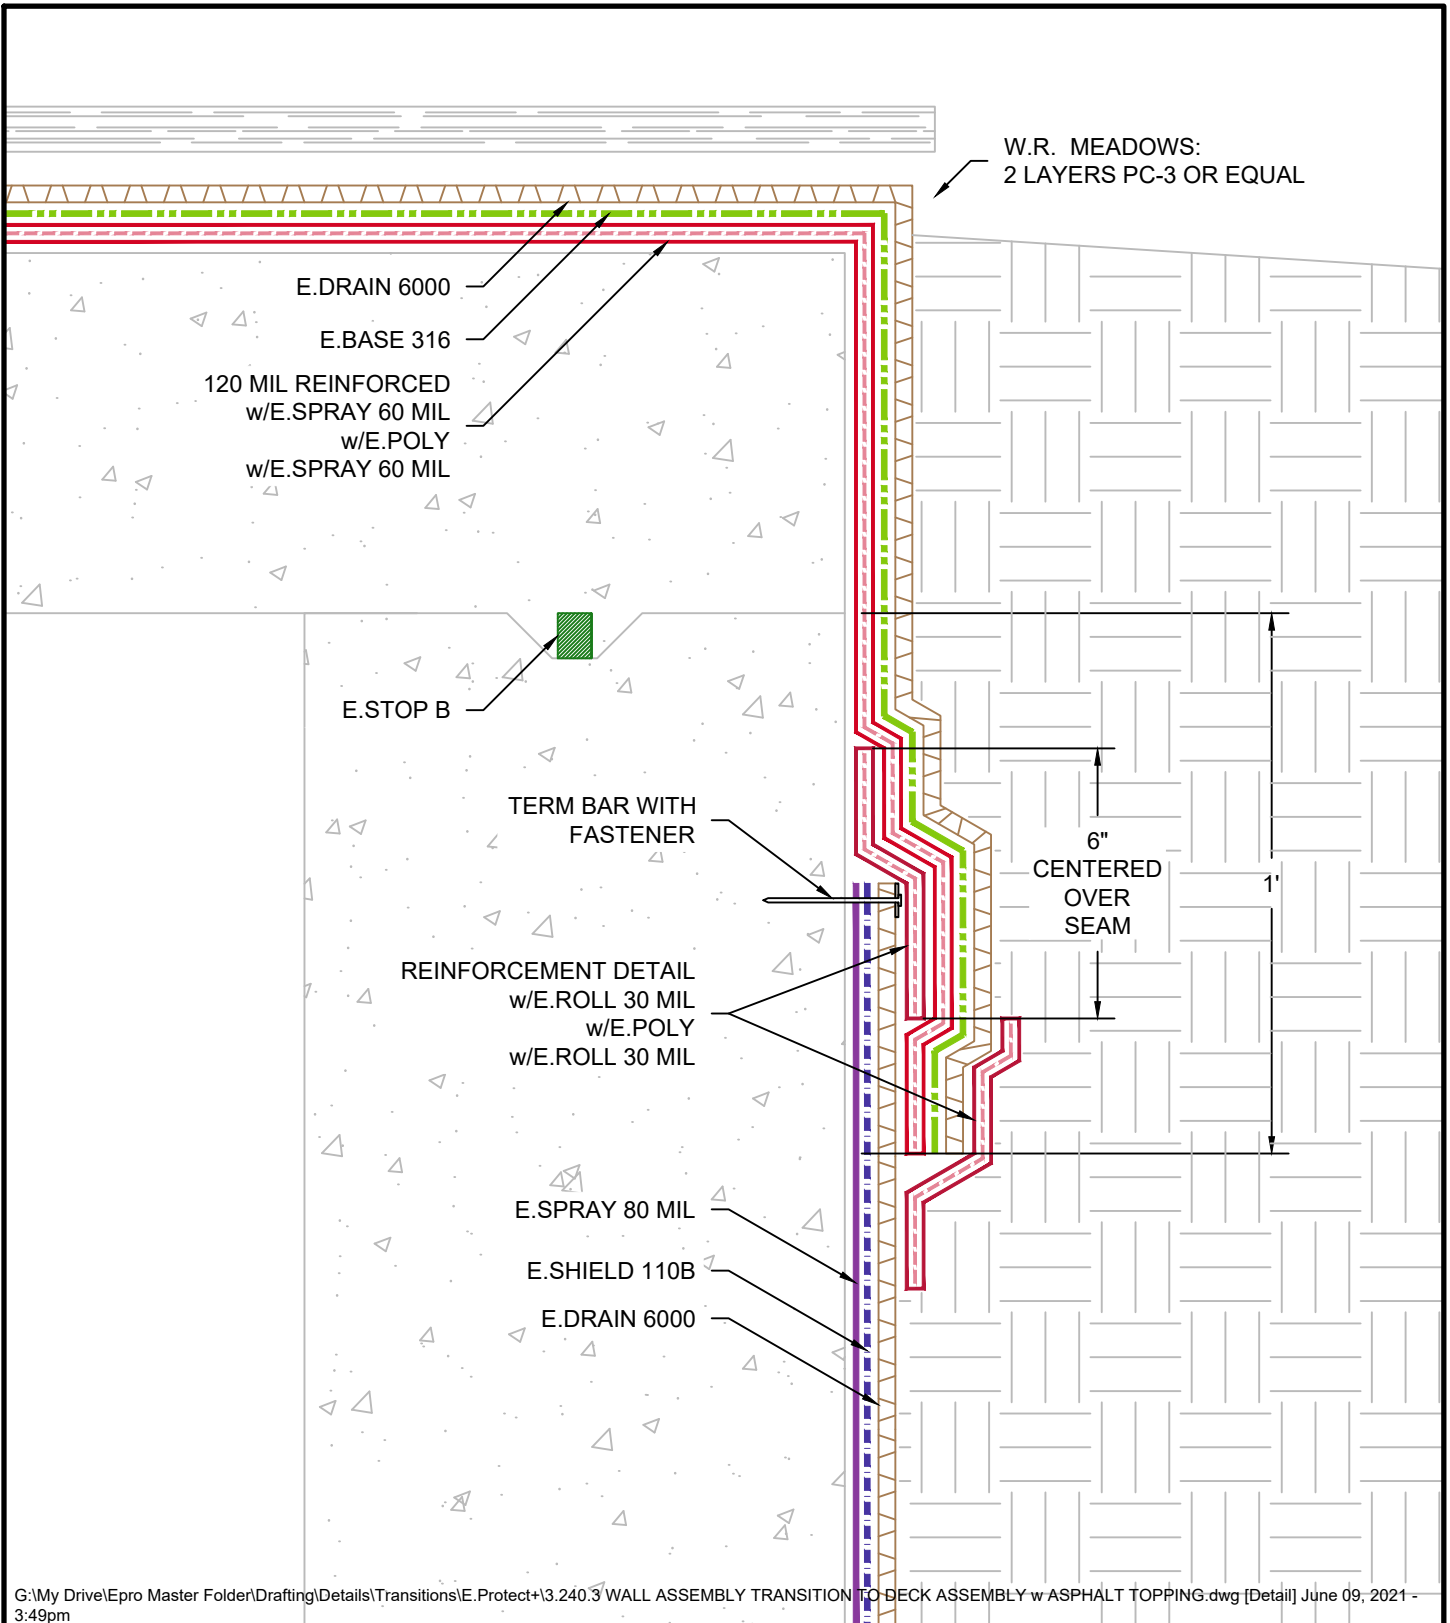 W.R. MEADOWS:
2 LAYERS PC-3 OR EQUAL
E.DRAIN 6000
E.BASE 316
120 MIL REINFORCED
w/E.SPRAY 60 MIL
w/E.POLY
w/E.SPRAY 60 MIL
E.STOP B
TERM BAR WITH
FASTENER
6"
CENTERED
OVER
SEAM
1'
REINFORCEMENT DETAIL
w/E.ROLL 30 MIL
w/E.POLY
w/E.ROLL 30 MIL
E.SPRAY 80 MIL
E.SHIELD 110B
E.DRAIN 6000
G:\My Drive\Epro Master Folder\Drafting\Details\Transitions\E.Protect+\3.240.3 WALL ASSEMBLY TRANSITION TO DECK ASSEMBLY w ASPHALT TOPPING.dwg [Detail] June 09, 2021 -
3:49pm